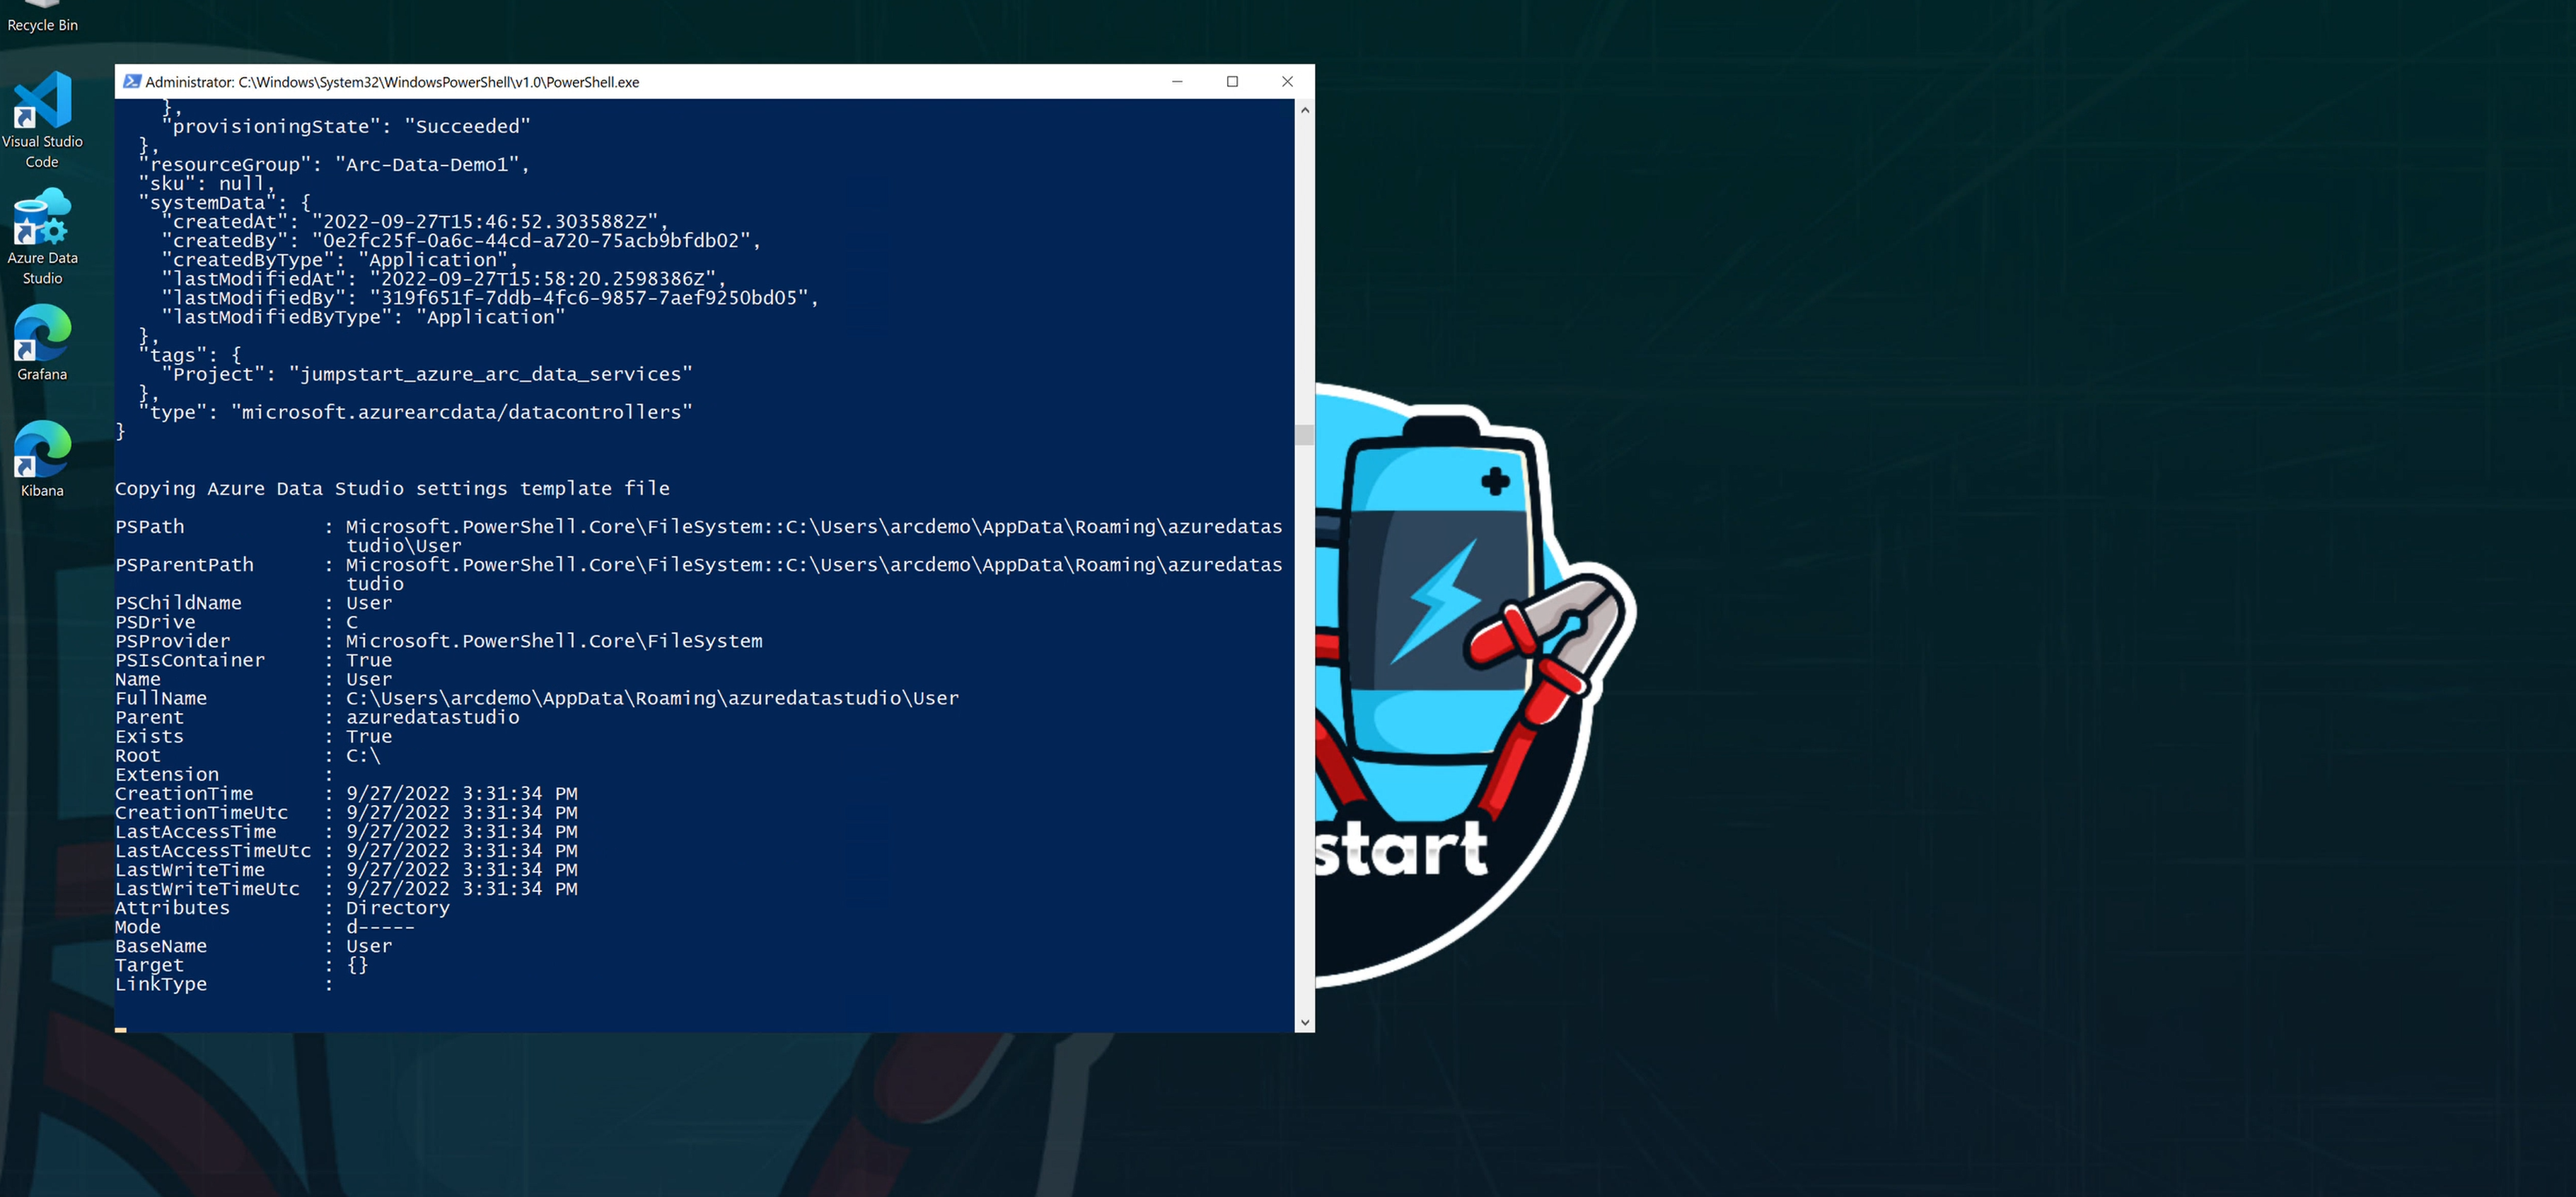 Recycle Bin
Visual Studio
Code
Azure Data
Studio
Grafana
Kibana
Administrator: C:\Windows\System32\WindowsPowerShell\v1.0\PowerShell.exe
},
"provisioningState": "Succeeded"
},
"resourceGroup": "Arc-Data-Demo1",
"sku": null,
"systemData": {
"createdAt": "2022-09-27T15:46:52.3035882Z",
"createdBy": "0e2fc25f-0a6c-44cd-a720-75acb9bfdb02",
"createdByType": "Application",
"lastModifiedAt": "2022-09-27T15:58:20.2598386Z",
"lastModifiedBy": "319f651f-7ddb-4fc6-9857-7aef9250bd05",
"lastModifiedByType": "Application"
},
"tags": {
"Project": "jumpstart_azure_arc_data_services"
},
"type": "microsoft.azurearcdata/datacontrollers"
}
Copying Azure Data Studio settings template file
PSPath : Microsoft.PowerShell.Core\FileSystem::C:\Users\arcdemo\AppData\Roaming\azuredatas
tudio\User
PSParentPath : Microsoft.PowerShell.Core\FileSystem::C:\Users\arcdemo\AppData\Roaming\azuredatas
tudio
PSChildName : User
PSDrive : C
PSProvider : Microsoft.PowerShell.Core\FileSystem
PSIsContainer : True
Name : User
FullName : C:\Users\arcdemo\AppData\Roaming\azuredatastudio\User
Parent : azuredatastudio
Exists : True
Root : C:\
Extension :
CreationTime : 9/27/2022 3:31:34 PM
CreationTimeUtc : 9/27/2022 3:31:34 PM
LastAccessTime : 9/27/2022 3:31:34 PM
LastAccessTimeUtc : 9/27/2022 3:31:34 PM
LastWriteTime : 9/27/2022 3:31:34 PM
LastWriteTimeUtc : 9/27/2022 3:31:34 PM
Attributes : Directory
Mode : d-----
BaseName : User
Target : {}
LinkType :
start